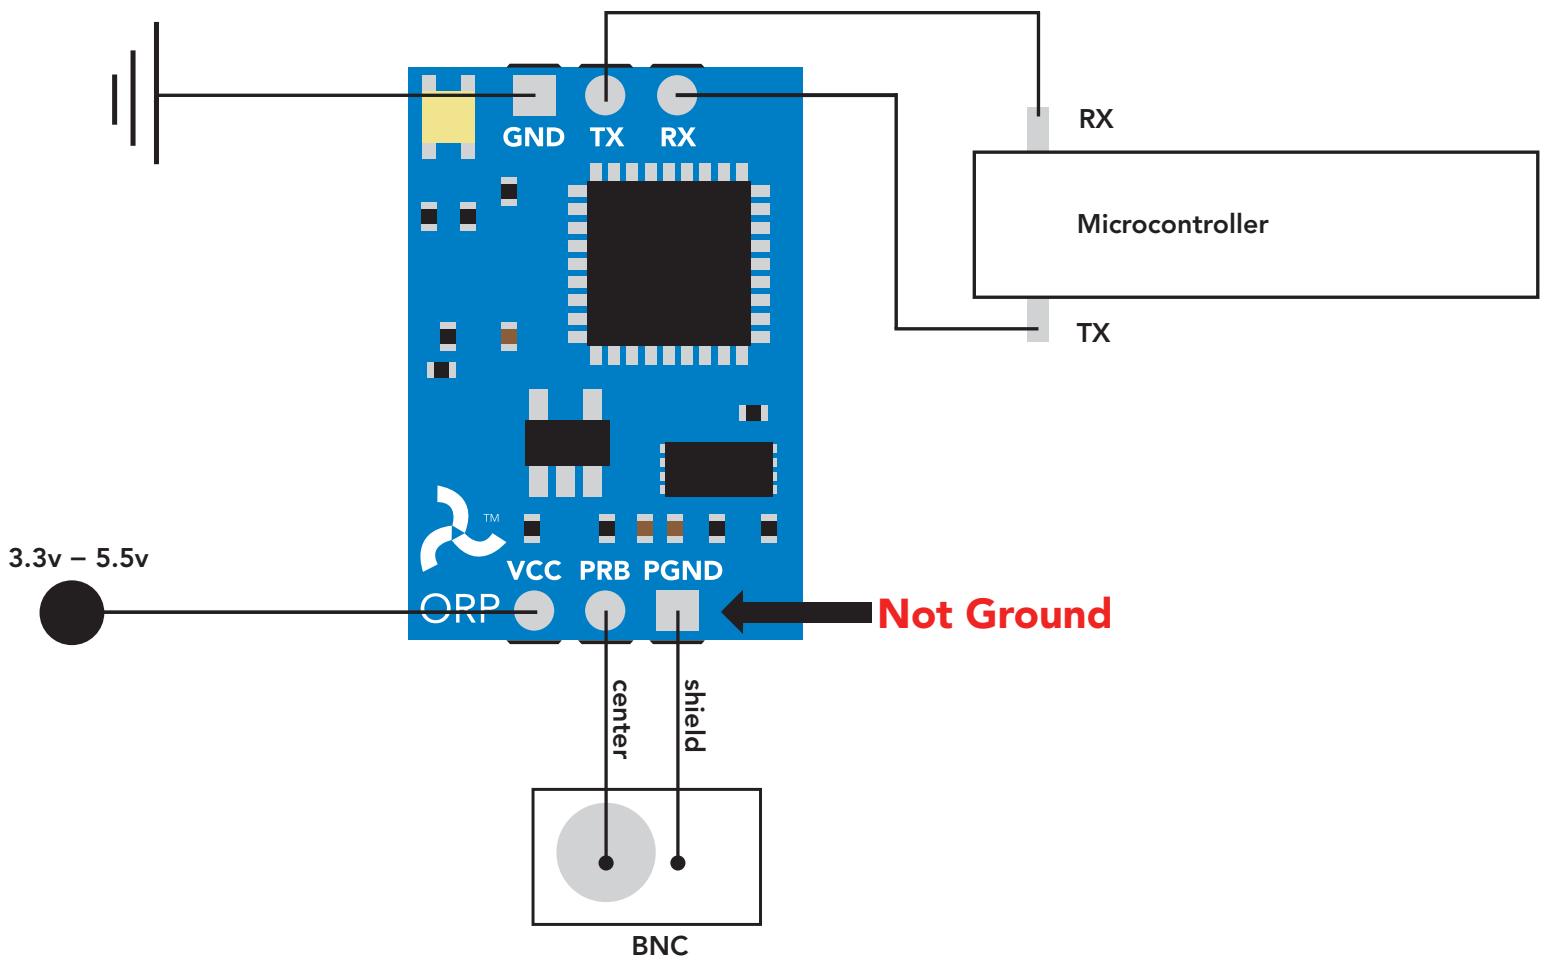 GND TX RX
RX
Microcontroller
TX
TM
3.3v – 5.5v
VCC PRB PGND
ORP
Not Ground
center
shield
BNC